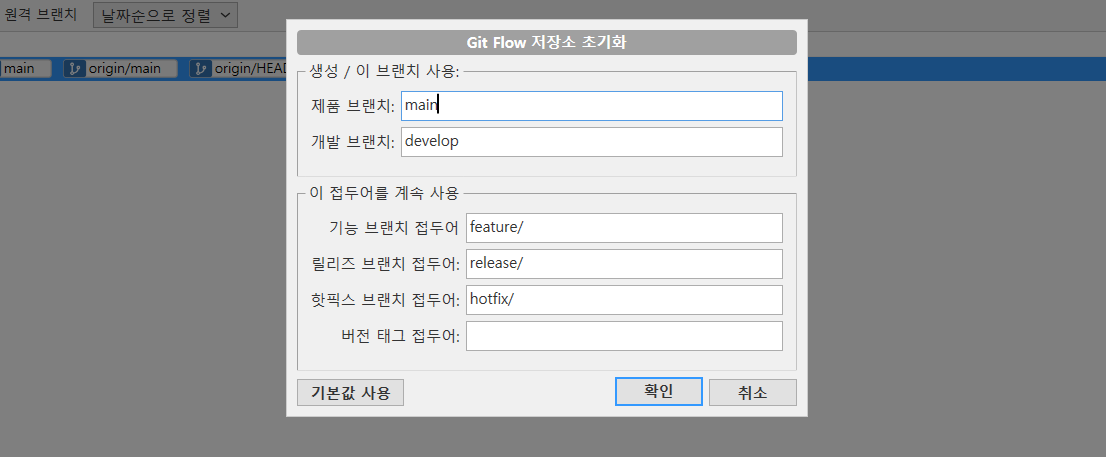 원격 브랜치 날짜순으로 정렬
main origin/main origin/HEAD
Git Flow 저장소 초기화
생성 / 이 브랜치 사용:
제품 브랜치: main
개발 브랜치: develop
이 접두어를 계속 사용
기능 브랜치 접두어 feature/
릴리즈 브랜치 접두어: release/
핫픽스 브랜치 접두어: hotfix/
버전 태그 접두어:
기본값 사용 확인 취소